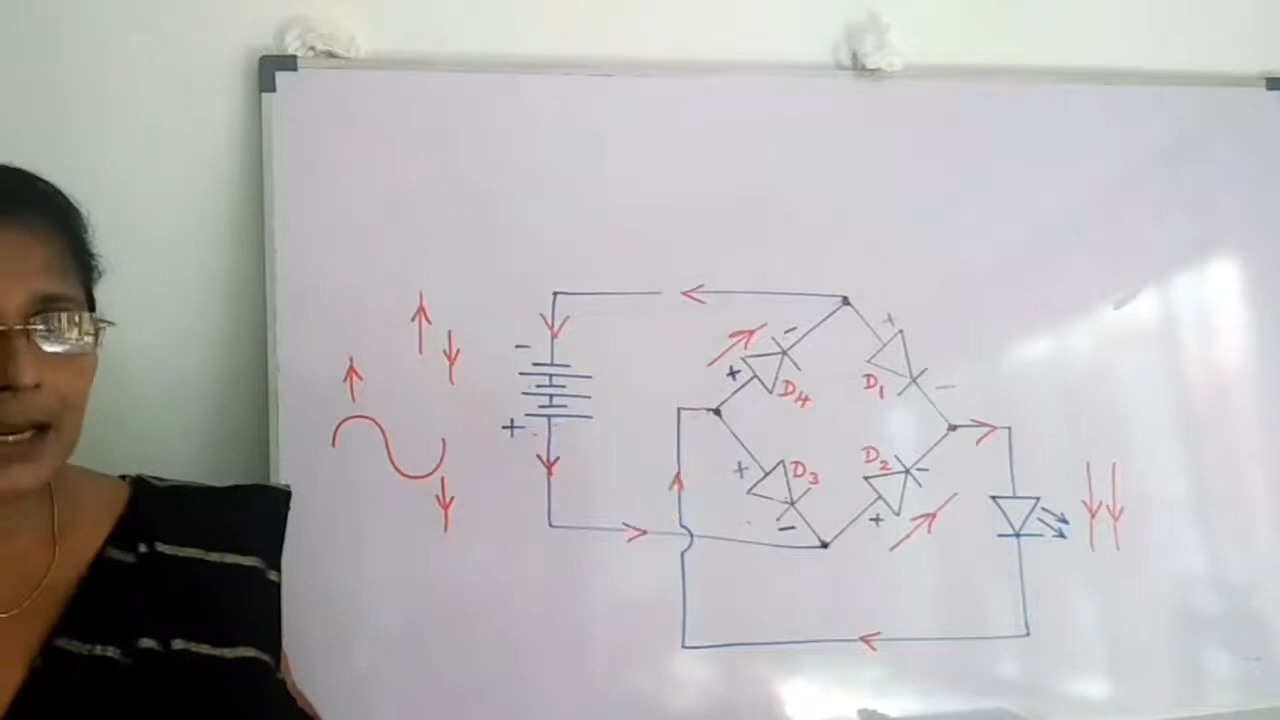 - +
- +
+ D4 D1 -
+ D3 D2 -
- +